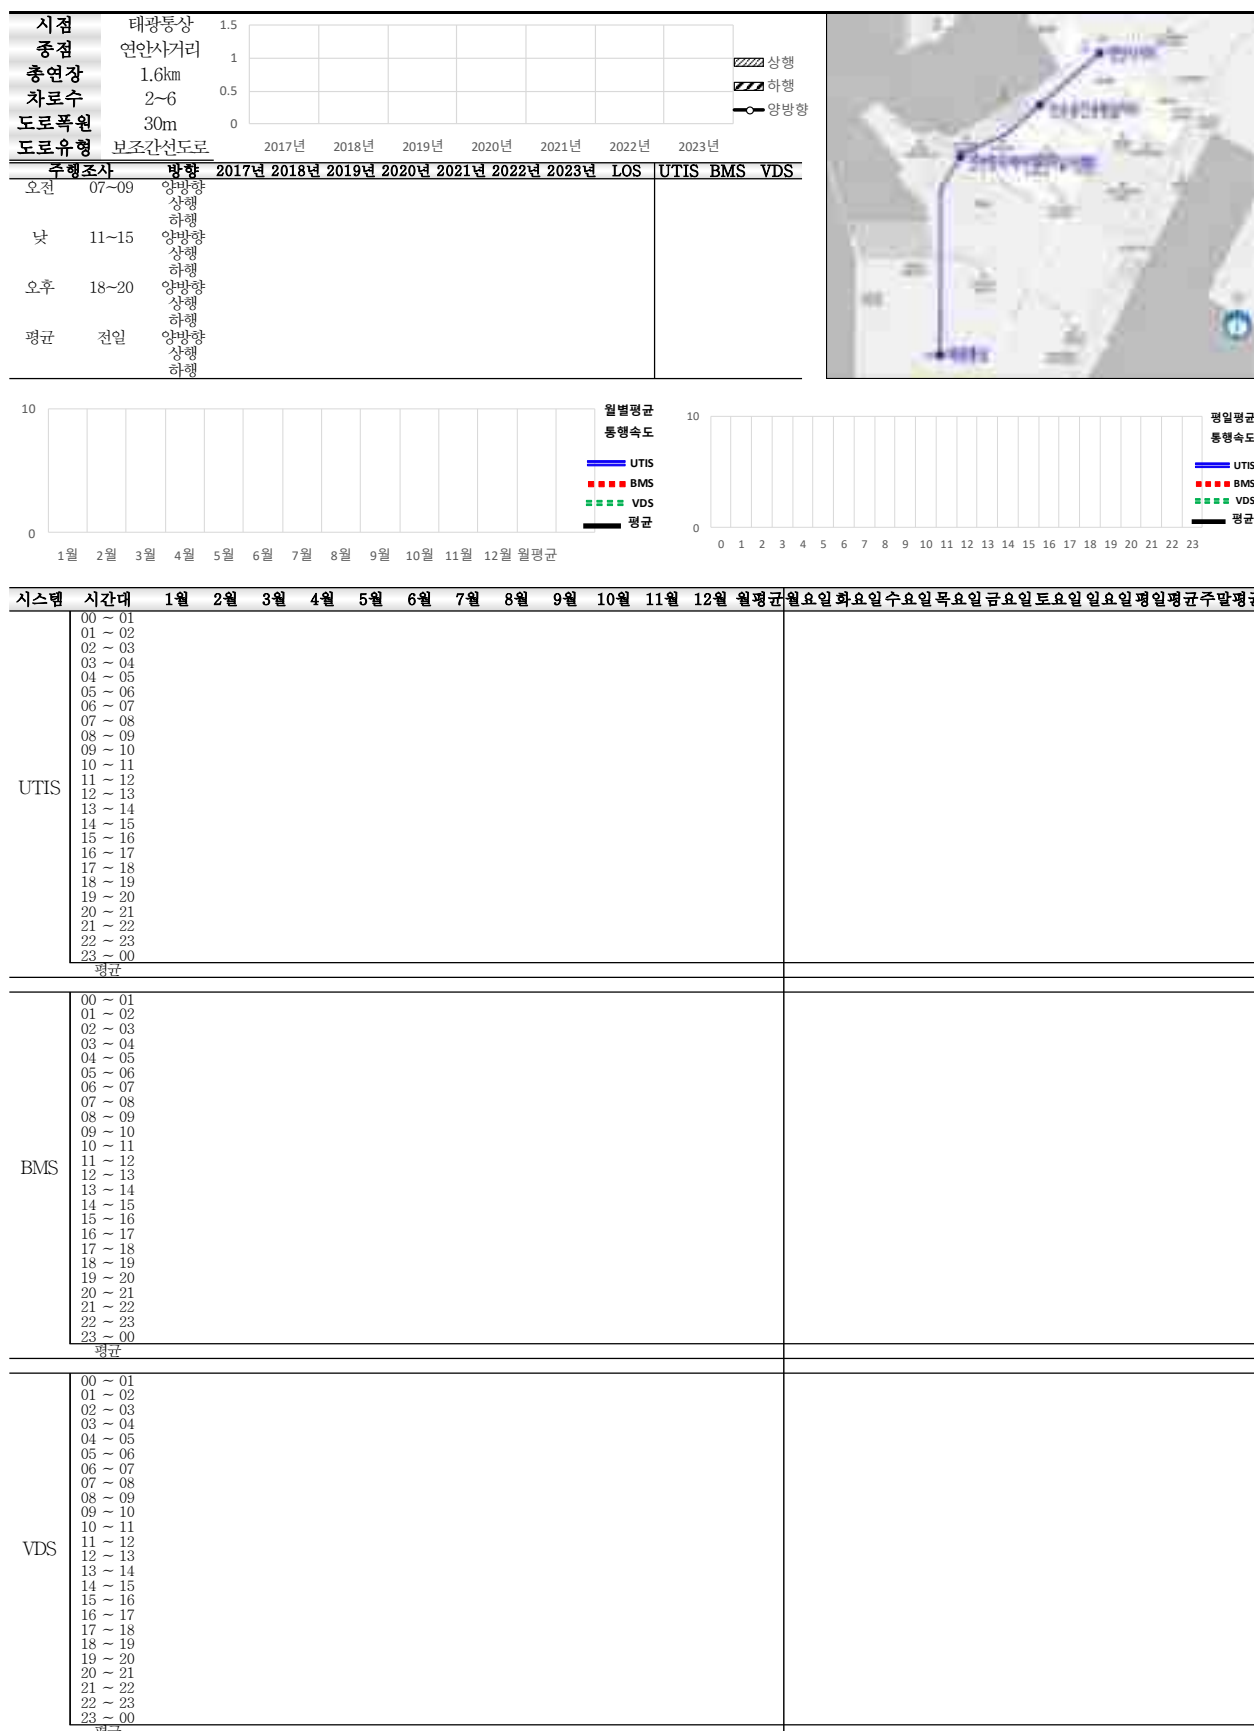 시점 태광통상
종점 연안사거리
총연장 1.6km
차로수 2~6
도로폭원 30m
도로유형 보조간선도로
1.5
1
0.5
0
2017년 2018년 2019년 2020년 2021년 2022년 2023년
상행
하행
양방향
주행조사 방향 2017년 2018년 2019년 2020년 2021년 2022년 2023년 LOS UTIS BMS VDS
오전 07~09 양방향
상행
하행
낮 11~15 양방향
상행
하행
오후 18~20 양방향
상행
하행
평균 전일 양방향
상행
하행
10
0
1월 2월 3월 4월 5월 6월 7월 8월 9월 10월 11월 12월 월평균
월별평균
통행속도
UTIS
BMS
VDS
평균
10
0
0 1 2 3 4 5 6 7 8 9 10 11 12 13 14 15 16 17 18 19 20 21 22 23
평일평균
통행속도
UTIS
BMS
VDS
평균
시스템 시간대 1월 2월 3월 4월 5월 6월 7월 8월 9월 10월 11월 12월 월평균 월요일 화요일 수요일 목요일 금요일 토요일 일요일 평일평균 주말평균
UTIS
00 ~ 01
01 ~ 02
02 ~ 03
03 ~ 04
04 ~ 05
05 ~ 06
06 ~ 07
07 ~ 08
08 ~ 09
09 ~ 10
10 ~ 11
11 ~ 12
12 ~ 13
13 ~ 14
14 ~ 15
15 ~ 16
16 ~ 17
17 ~ 18
18 ~ 19
19 ~ 20
20 ~ 21
21 ~ 22
22 ~ 23
23 ~ 00
평균
BMS
00 ~ 01
01 ~ 02
02 ~ 03
03 ~ 04
04 ~ 05
05 ~ 06
06 ~ 07
07 ~ 08
08 ~ 09
09 ~ 10
10 ~ 11
11 ~ 12
12 ~ 13
13 ~ 14
14 ~ 15
15 ~ 16
16 ~ 17
17 ~ 18
18 ~ 19
19 ~ 20
20 ~ 21
21 ~ 22
22 ~ 23
23 ~ 00
평균
VDS
00 ~ 01
01 ~ 02
02 ~ 03
03 ~ 04
04 ~ 05
05 ~ 06
06 ~ 07
07 ~ 08
08 ~ 09
09 ~ 10
10 ~ 11
11 ~ 12
12 ~ 13
13 ~ 14
14 ~ 15
15 ~ 16
16 ~ 17
17 ~ 18
18 ~ 19
19 ~ 20
20 ~ 21
21 ~ 22
22 ~ 23
23 ~ 00
평균